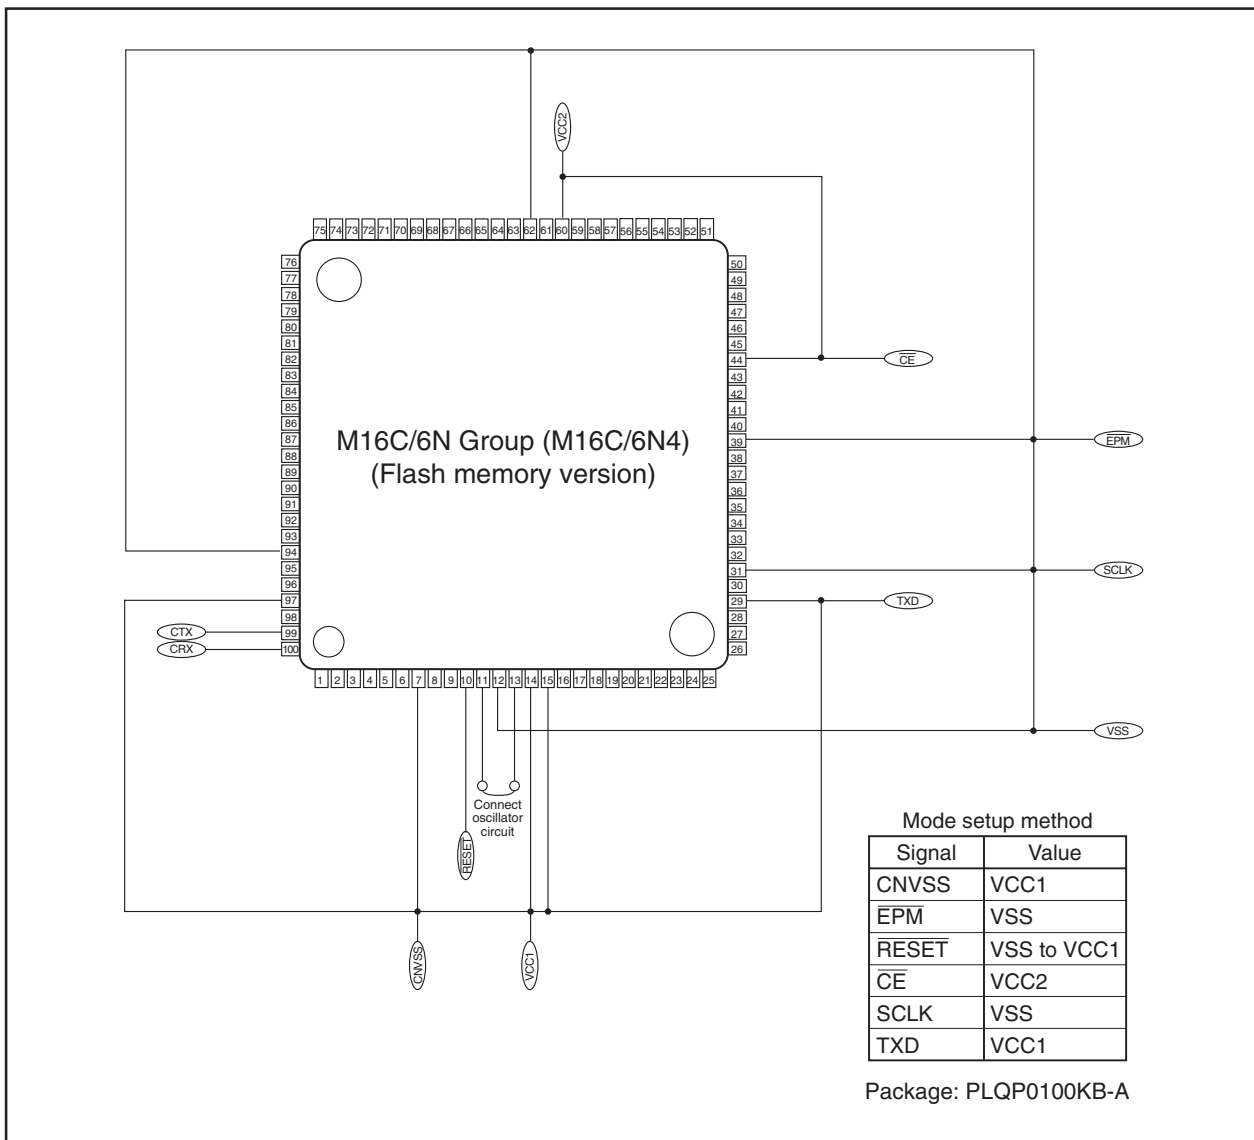 VCC2
75 74 73 72 71 70 69 68 67 66 65 64 63 62 61 60 59 58 57 56 55 54 53 52 51
76
77
78
79
80
81
82
83
84
85
86
87
88
89
90
91
92
93
94
95
96
97
98
99
100
50
49
48
47
46
45
44
43
42
41
40
39
38
37
36
35
34
33
32
31
30
29
28
27
26
M16C/6N Group (M16C/6N4)
(Flash memory version)
CE
EPM
SCLK
TXD
CTX
CRX
VSS
1 2 3 4 5 6 7 8 9 10 11 12 13 14 15 16 17 18 19 20 21 22 23 24 25
Connect
oscillator
circuit
RESET
CNVSS
VCC1
Mode setup method
Signal Value
CNVSS VCC1
EPM VSS
RESET VSS to VCC1
CE VCC2
SCLK VSS
TXD VCC1
Package: PLQP0100KB-A